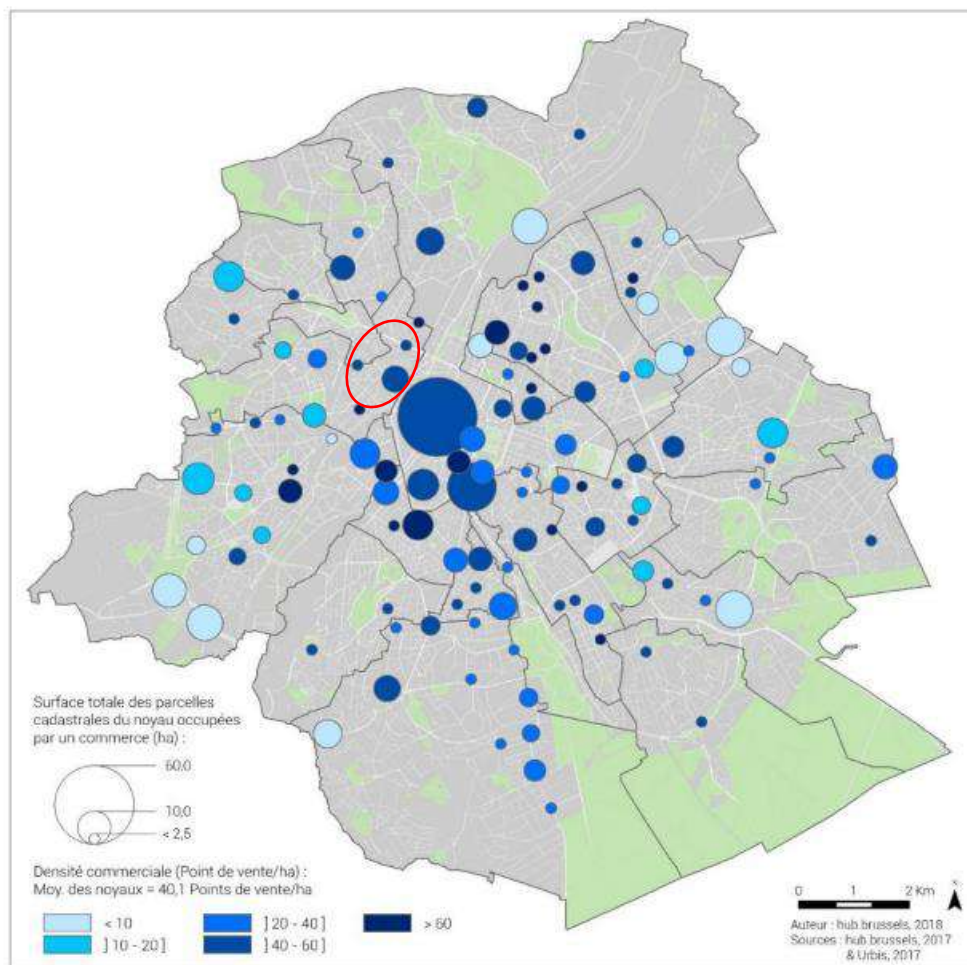 Surface totale des parcelles
cadastrales du noyau occupées
par un commerce (ha) :
60,0
10,0
< 2,5
Densité commerciale (Point de vente/ha) :
Moy. des noyaux = 40,1 Points de vente/ha
< 10
] 20 - 40 ]
> 60
] 10 - 20 ]
] 40 - 60 ]
0 1 2 Km
Auteur : hub.brussels, 2018
Sources : hub.brussels, 2017
& Urbis, 2017